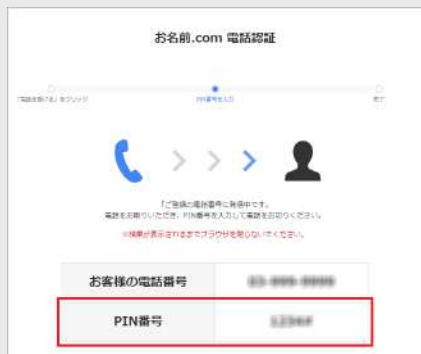 お名前.com 電話認証
「電話を掛ける」をクリック
PIN番号を入力
完了
「ご登録の電話番号に発信中です。
電話をお取りいただき、PIN番号を入力して電話をお切りください。
※結果が表示されるまでブラウザを閉じないでください。
お客様の電話番号
PIN番号